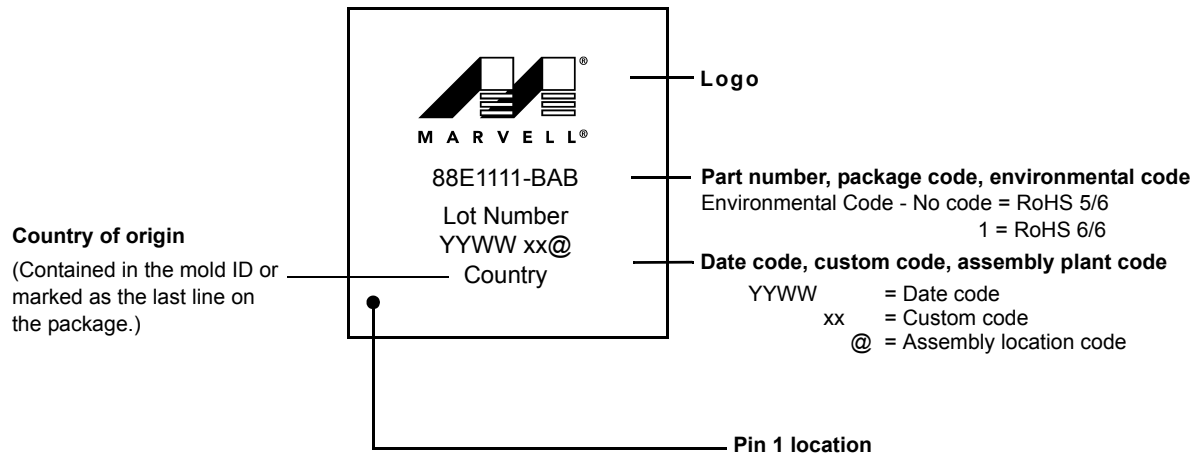 ®
MARVELL®
88E1111-BAB
Lot Number
YYWW xx@
Country
Country of origin
(Contained in the mold ID or
marked as the last line on
the package.)
Logo
Part number, package code, environmental code
Environmental Code - No code = RoHS 5/6
1 = RoHS 6/6
Date code, custom code, assembly plant code
YYWW = Date code
xx = Custom code
@ = Assembly location code
Pin 1 location